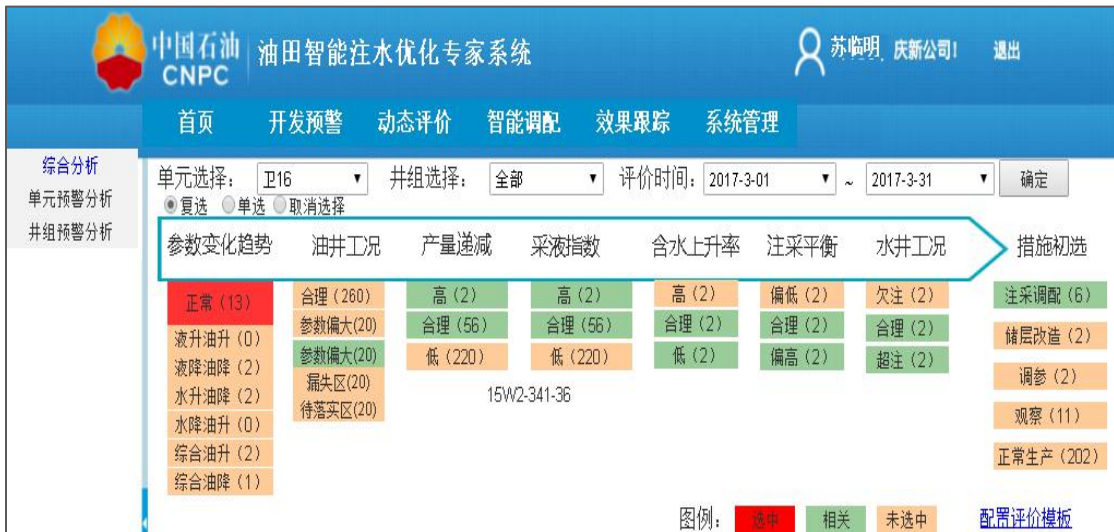 中国石油 油田智能注水优化专家系统 苏临明 庆新公司! 退出
CNPC
首页 开发预警 动态评价 智能调配 效果跟踪 系统管理
综合分析
单元预警分析
井组预警分析
单元选择: 卫16 井组选择: 全部 评价时间: 2017-3-01 ~ 2017-3-31 确定
复选 单选 取消选择
参数变化趋势 油井工况 产量递减 采液指数 含水上升率 注采平衡 水井工况 措施初选
正常(13)
液升油升(0)
液降油降(2)
水升油降(2)
水降油升(0)
综合油升(2)
综合油降(1)
合理(260)
参数偏大(20)
参数偏大(20)
漏失区(20)
待落实区(20)
高(2)
合理(56)
低(220)
高(2)
合理(56)
低(220)
15W2-341-36
高(2)
合理(2)
低(2)
偏低(2)
合理(2)
偏高(2)
欠注(2)
合理(2)
超注(2)
注采调配(6)
储层改造(2)
调参(2)
观察(11)
正常生产(202)
图例: 选中 相关 未选中 配置评价模板